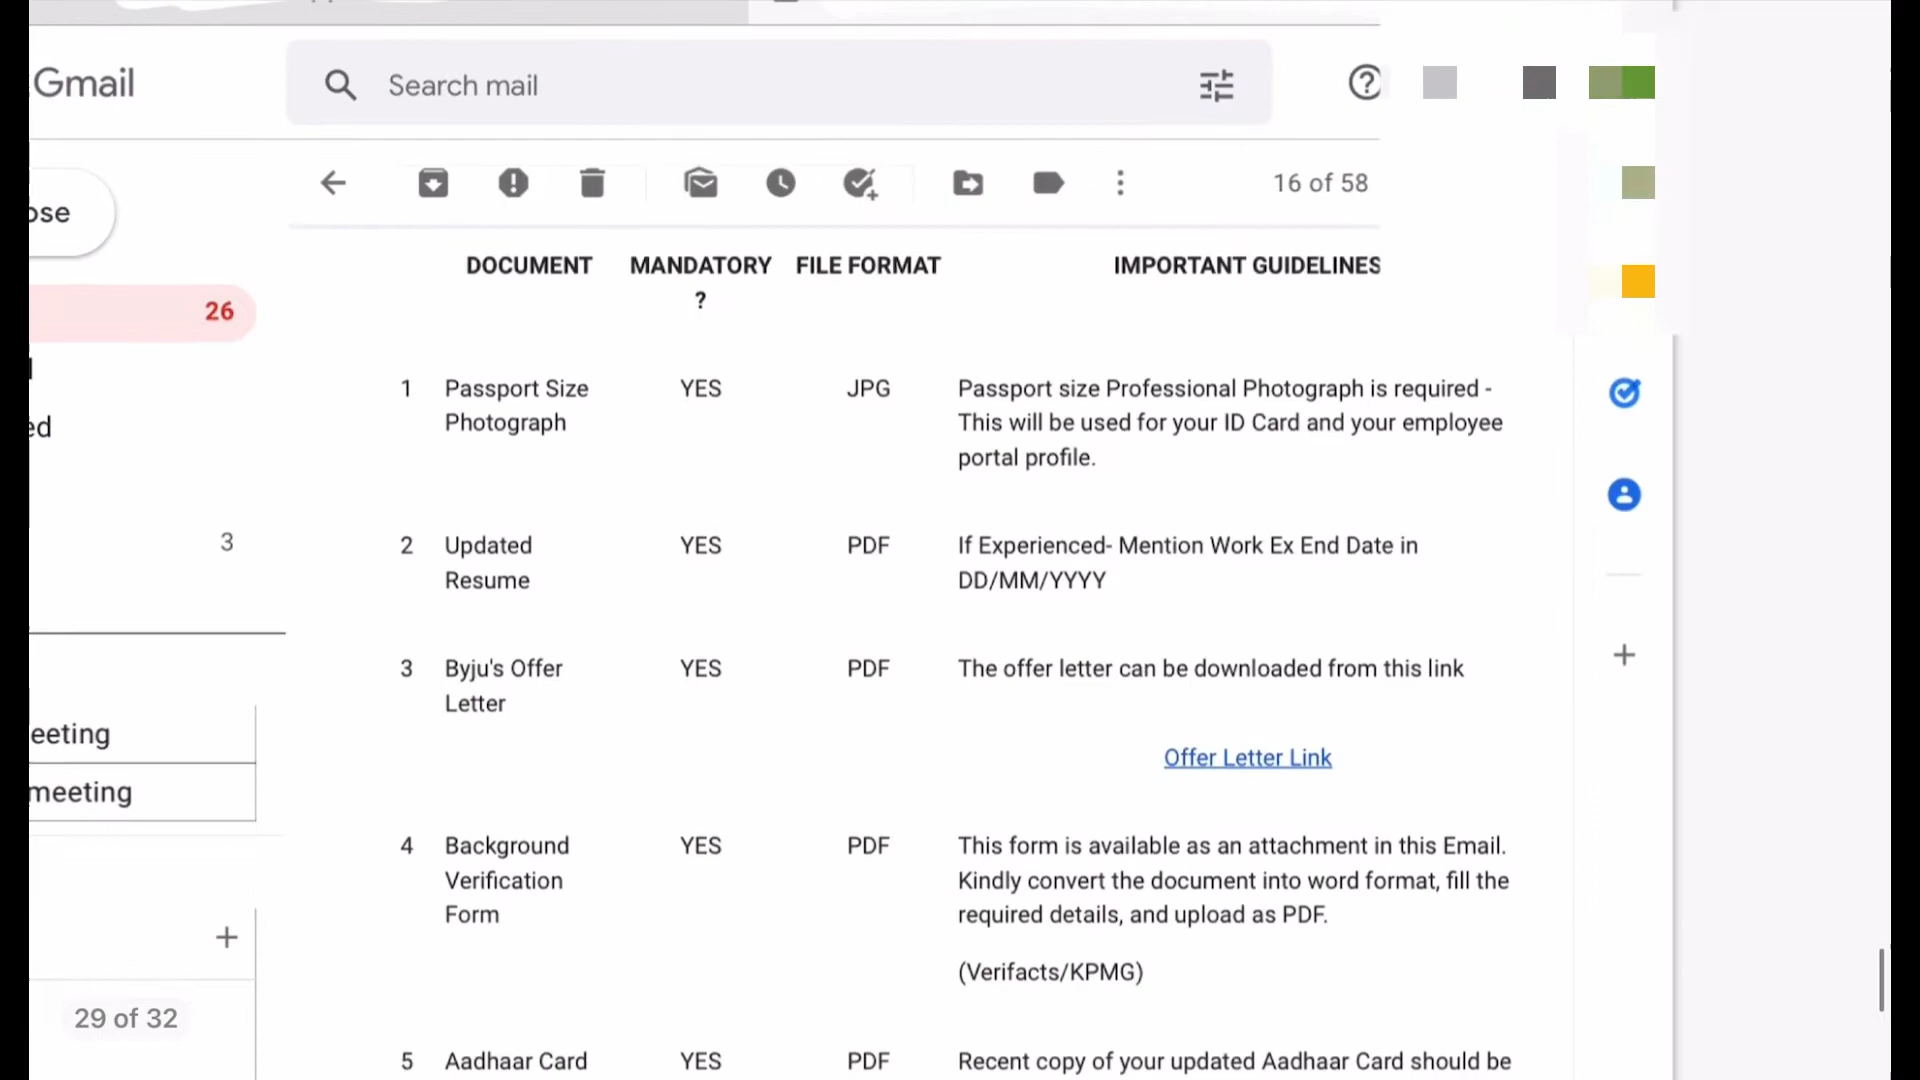 Gmail
Search mail
ose
16 of 58
26
ed
3
eeting
meeting
29 of 32
DOCUMENT MANDATORY ? FILE FORMAT IMPORTANT GUIDELINES
1 Passport Size Photograph YES JPG Passport size Professional Photograph is required -
This will be used for your ID Card and your employee
portal profile.
2 Updated Resume YES PDF If Experienced- Mention Work Ex End Date in
DD/MM/YYYY
3 Byju's Offer Letter YES PDF The offer letter can be downloaded from this link
Offer Letter Link
4 Background Verification Form YES PDF This form is available as an attachment in this Email.
Kindly convert the document into word format, fill the
required details, and upload as PDF.
(Verifacts/KPMG)
5 Aadhaar Card YES PDF Recent copy of your updated Aadhaar Card should be